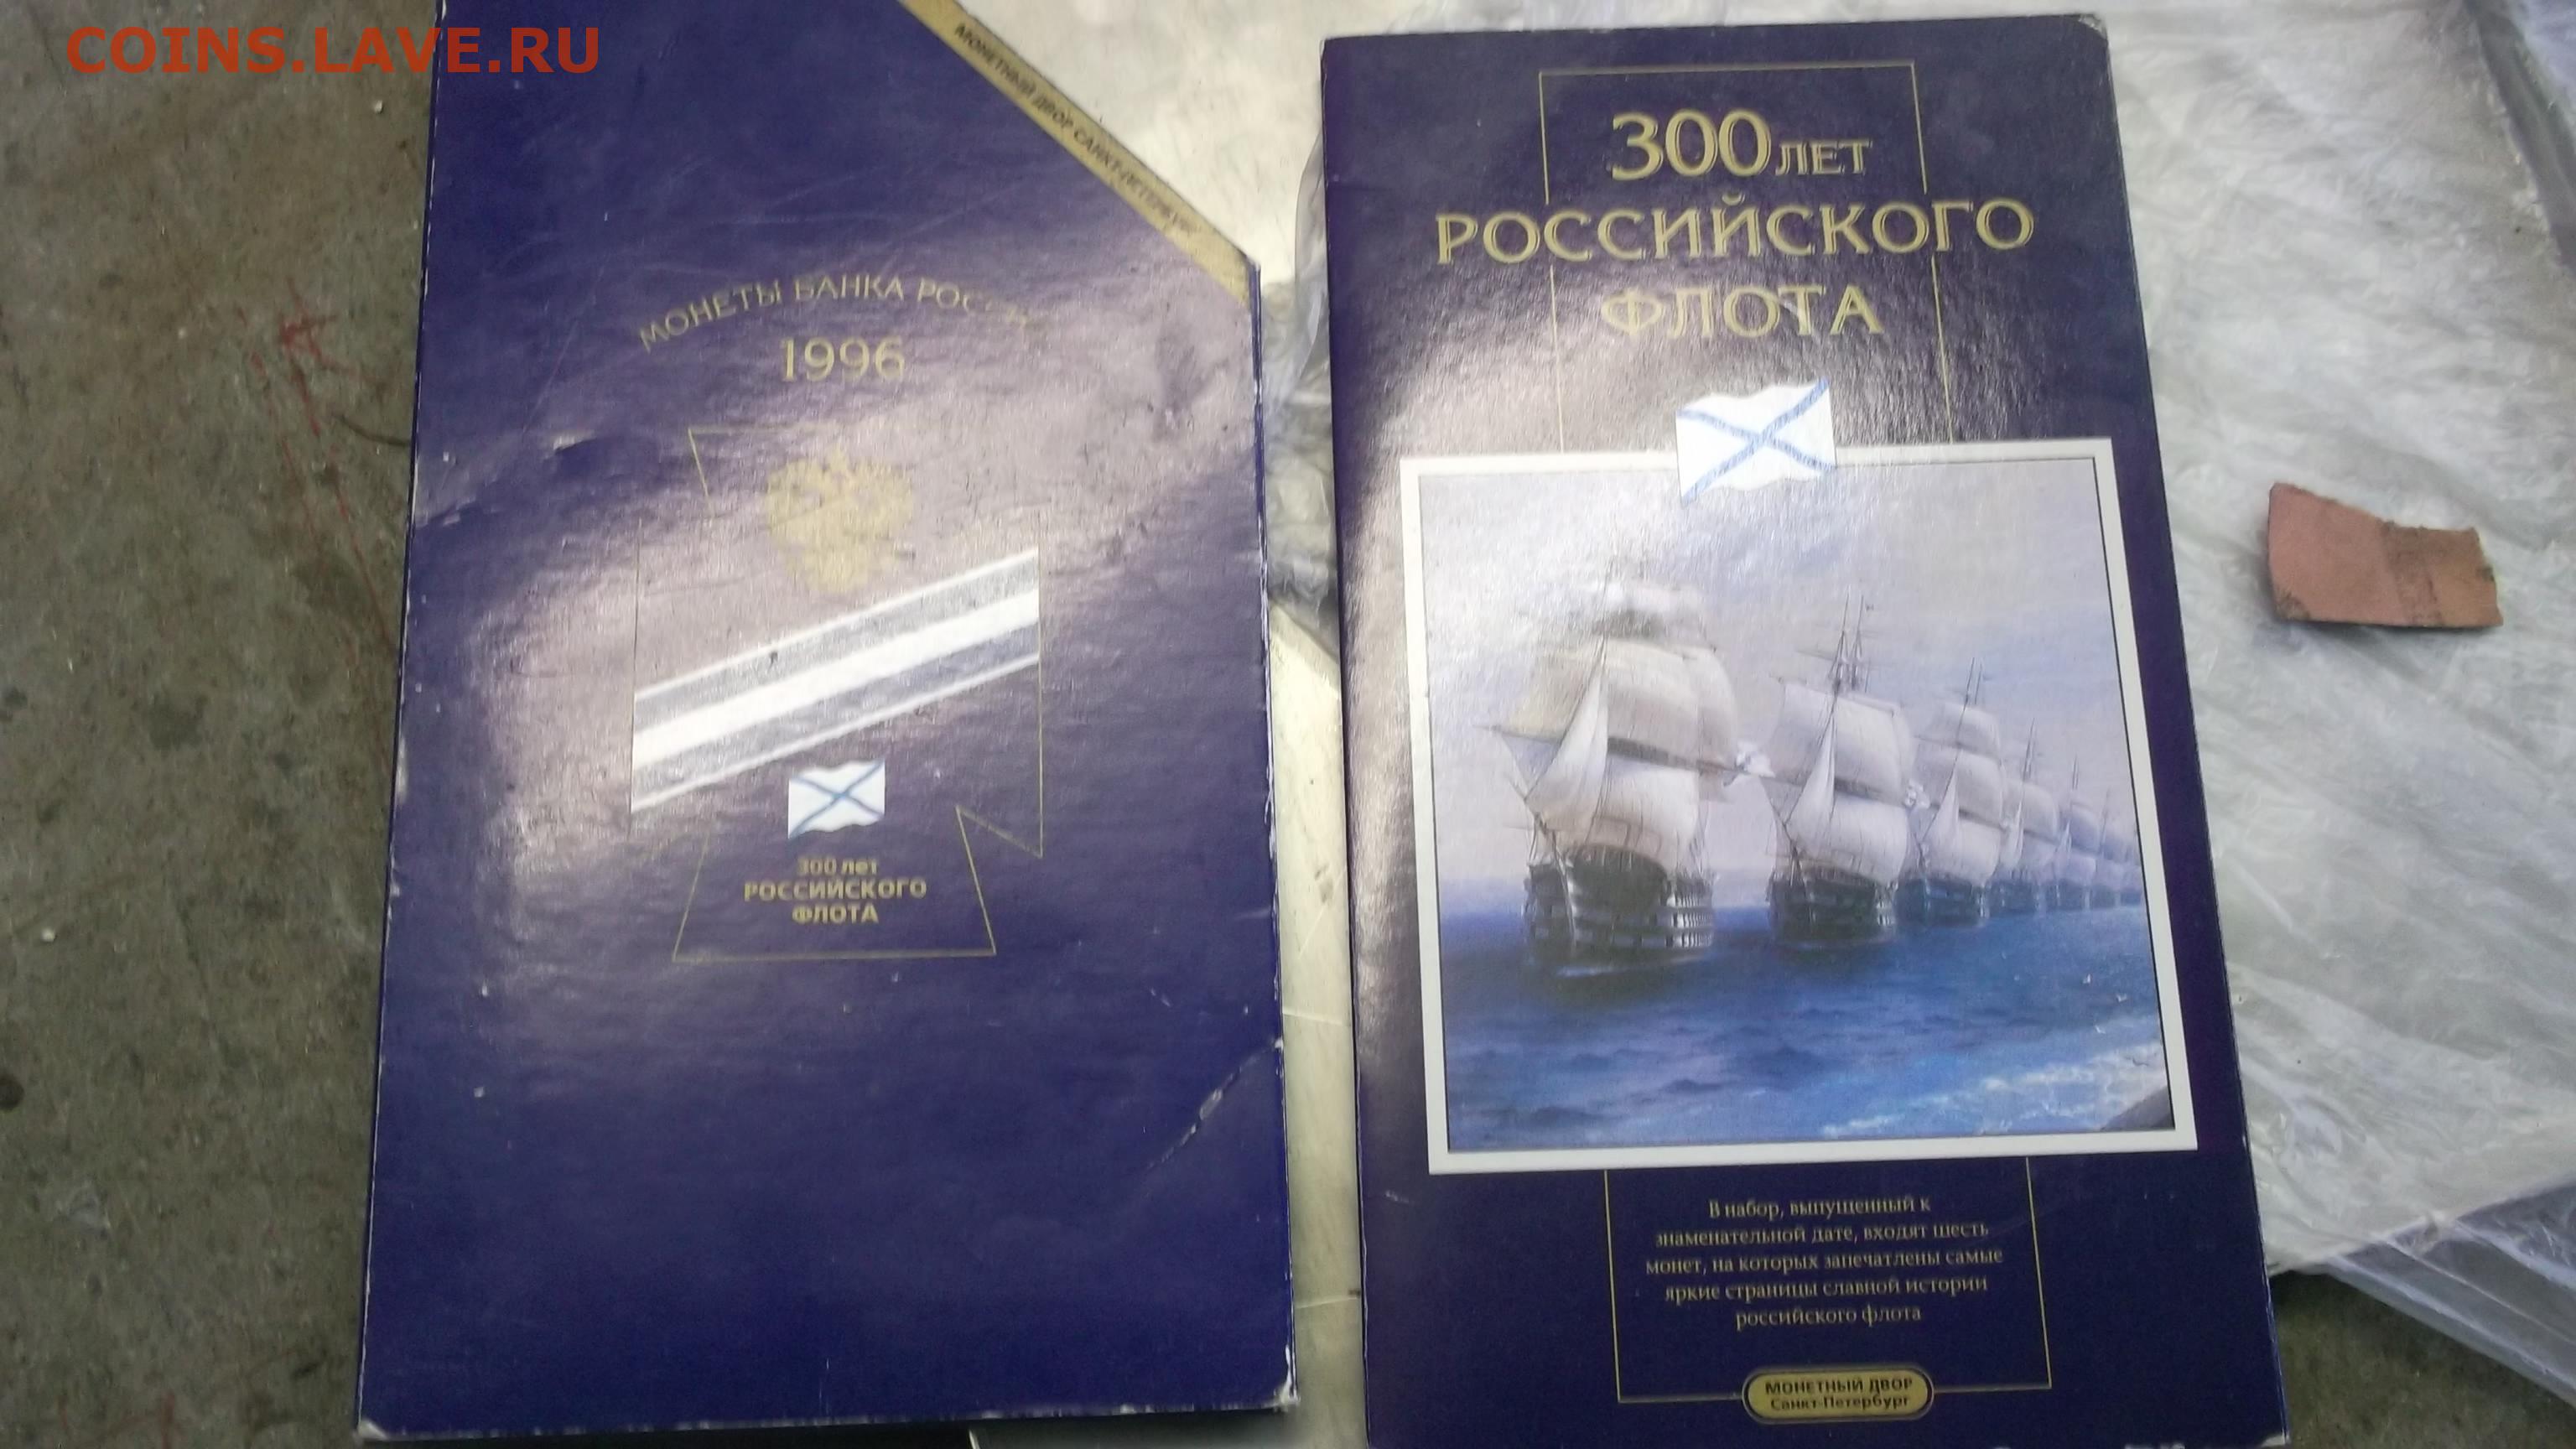 COINS.LAVE.RU
МОНЕТНЫЙ ДВОР САНКТ-ПЕТЕРБУРГ
МОНЕТЫ БАНКА РОССИИ
1996
300 лет
РОССИЙСКОГО
ФЛОТА
300 ЛЕТ
РОССИЙСКОГО
ФЛОТА
В набор, выпущенный к
знаменательной дате, входят шесть
монет, на которых запечатлены самые
яркие страницы славной истории
российского флота
МОНЕТНЫЙ ДВОР
Санкт-Петербург